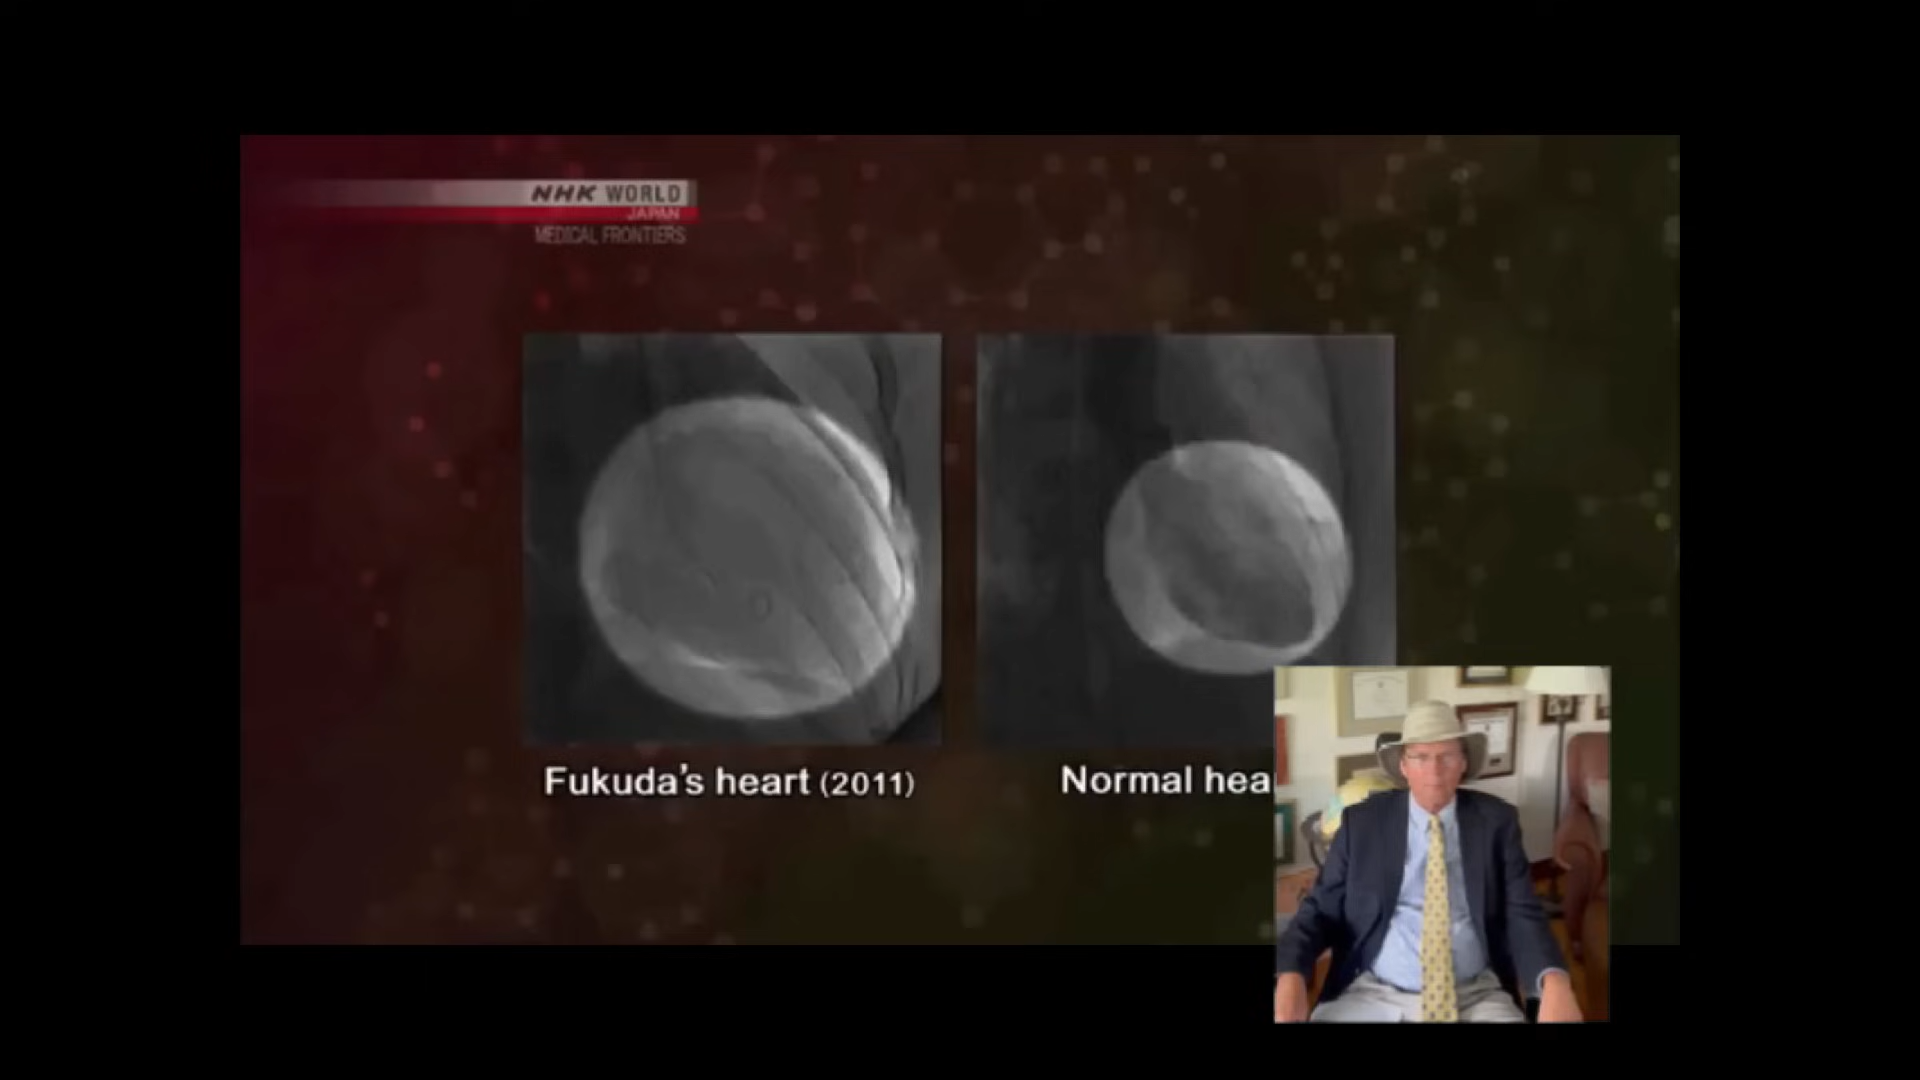 NHK WORLD
JAPAN
MEDICAL FRONTIERS
Fukuda's heart (2011)
Normal hea